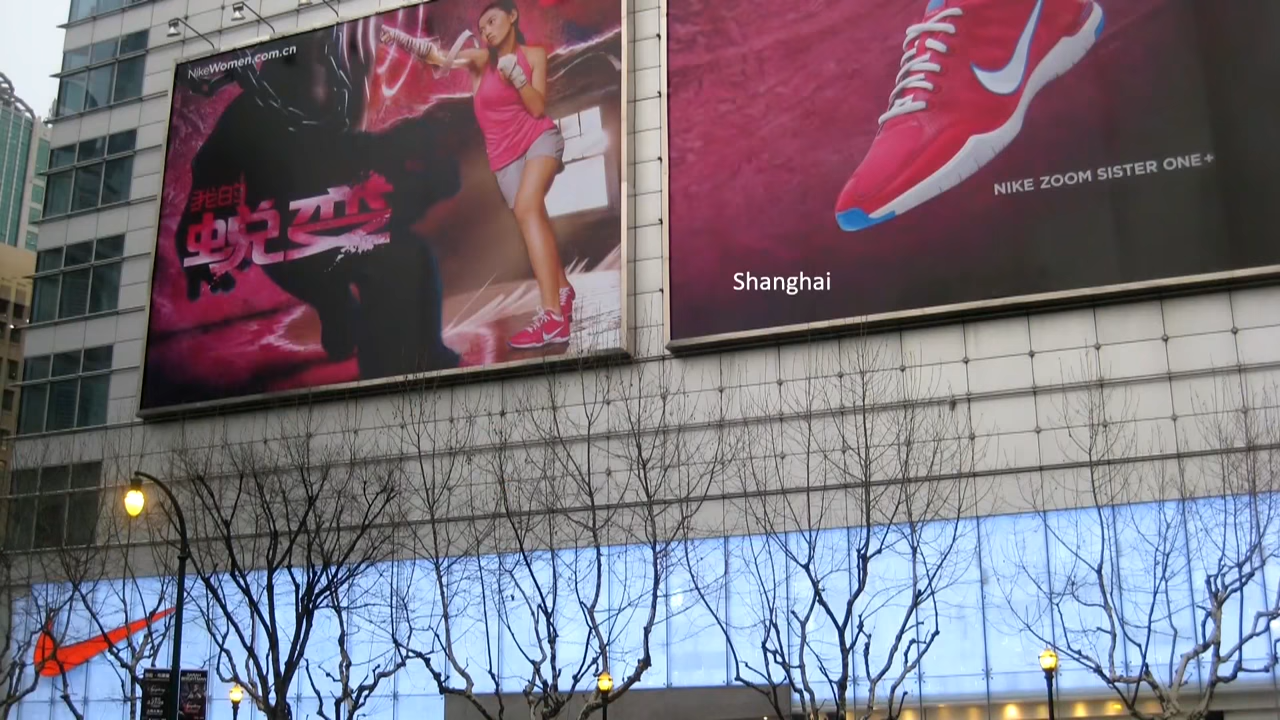 NikeWomen.com.cn
我的
蜕变
NIKE ZOOM SISTER ONE+
Shanghai